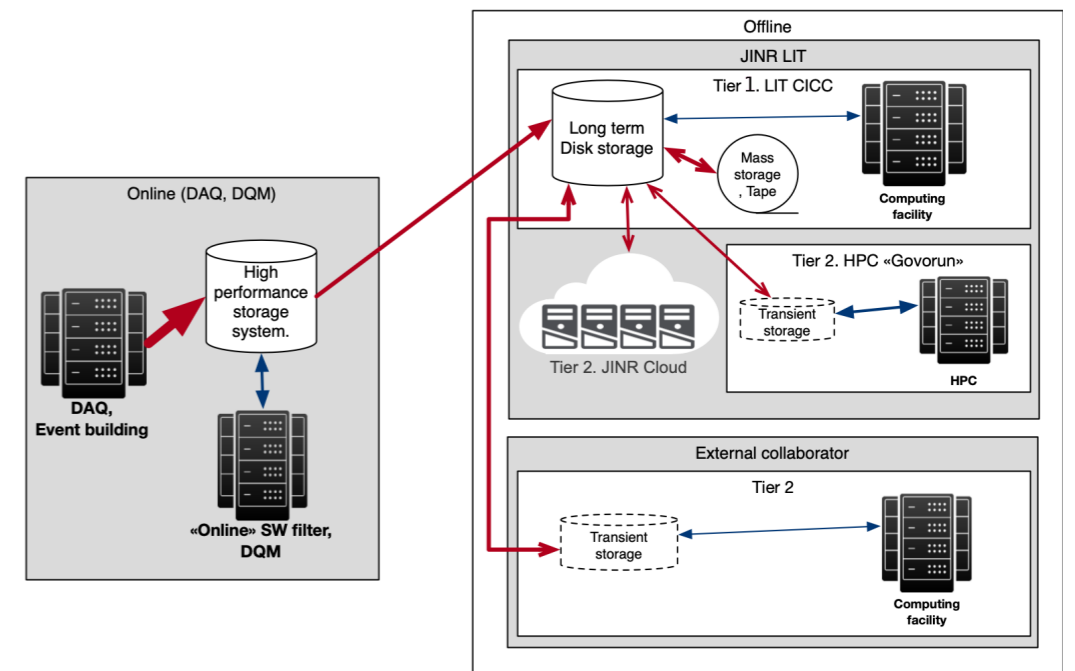 Online (DAQ, DQM)
High
performance
storage
system.
DAQ,
Event building
«Online» SW filter,
DQM
Offline
JINR LIT
Tier 1. LIT CICC
Long term
Disk storage
Mass
storage
, Tape
Computing
facility
Tier 2. JINR Cloud
Tier 2. HPC «Govorun»
Transient
storage
HPC
External collaborator
Tier 2
Transient
storage
Computing
facility